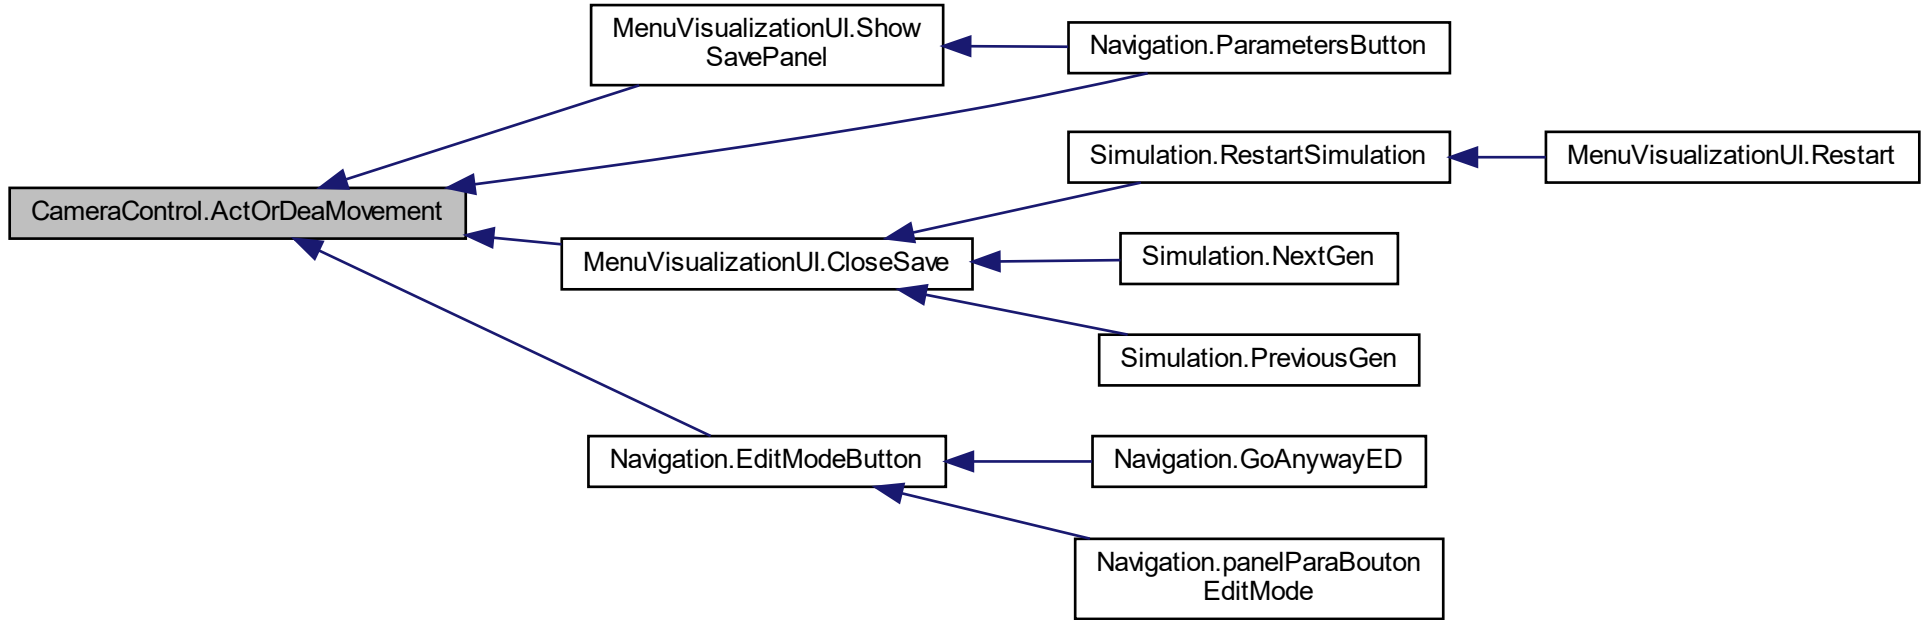 MenuVisualizationUI.Show
SavePanel
Navigation.ParametersButton
Simulation.RestartSimulation
MenuVisualizationUI.Restart
CameraControl.ActOrDeaMovement
MenuVisualizationUI.CloseSave
Simulation.NextGen
Simulation.PreviousGen
Navigation.EditModeButton
Navigation.GoAnywayED
Navigation.panelParaBouton
EditMode